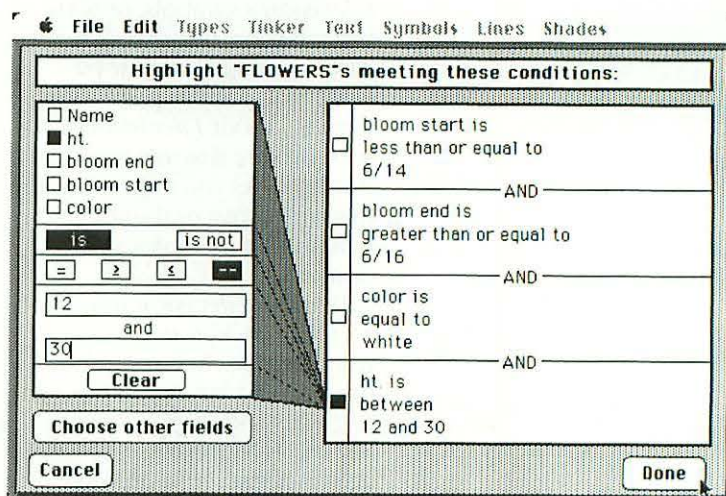 File Edit Types Tinker Text Symbols Lines Shades
Highlight "FLOWERS"s meeting these conditions:
Name
ht.
bloom end
bloom start
color
is is not
= ≥ ≤ --
12
and
30
Clear
Choose other fields
Cancel
bloom start is
less than or equal to
6/14
AND
bloom end is
greater than or equal to
6/16
AND
color is
equal to
white
AND
ht. is
between
12 and 30
Done